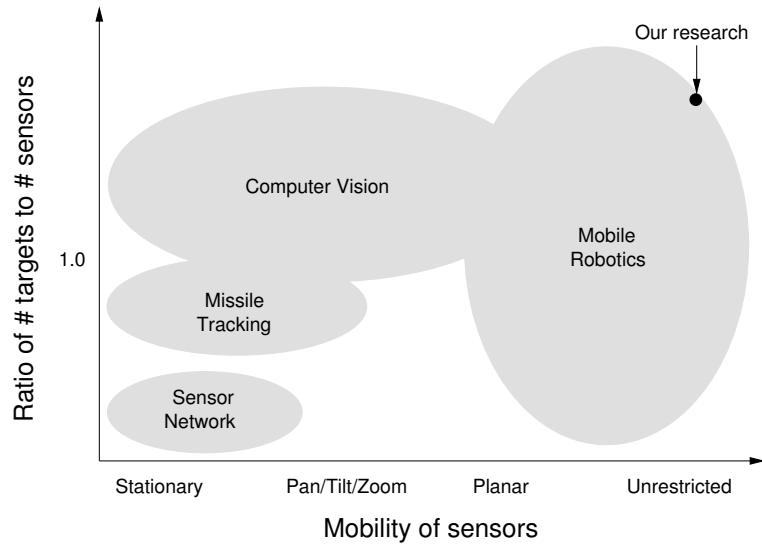 Our research
Ratio of # targets to # sensors
Computer Vision
Mobile
Robotics
1.0
Missile
Tracking
Sensor
Network
Stationary
Pan/Tilt/Zoom
Planar
Unrestricted
Mobility of sensors